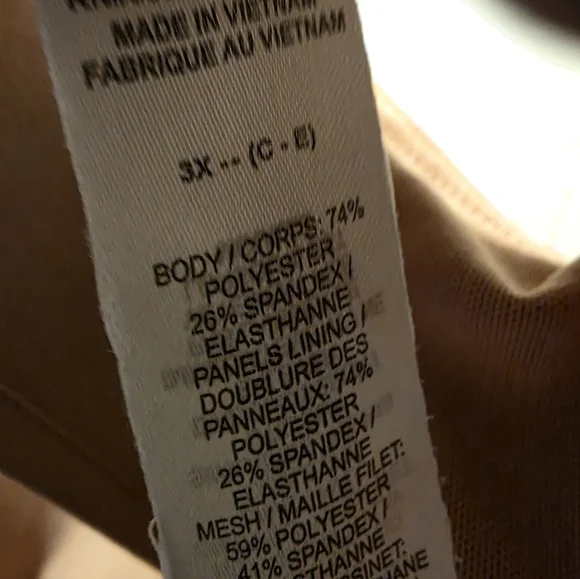 MADE IN VIETNAM
FABRIQUE AU VIETNAM
3X -- (C - E)
BODY / CORPS: 74%
POLYESTER
26% SPANDEX /
ELASTHANNE
PANELS LINING /
DOUBLURE DES
PANNEAUX: 74%
POLYESTER
26% SPANDEX /
ELASTHANNE
MESH / MAILLE FILET:
59% POLYESTER
41% SPANDEX /